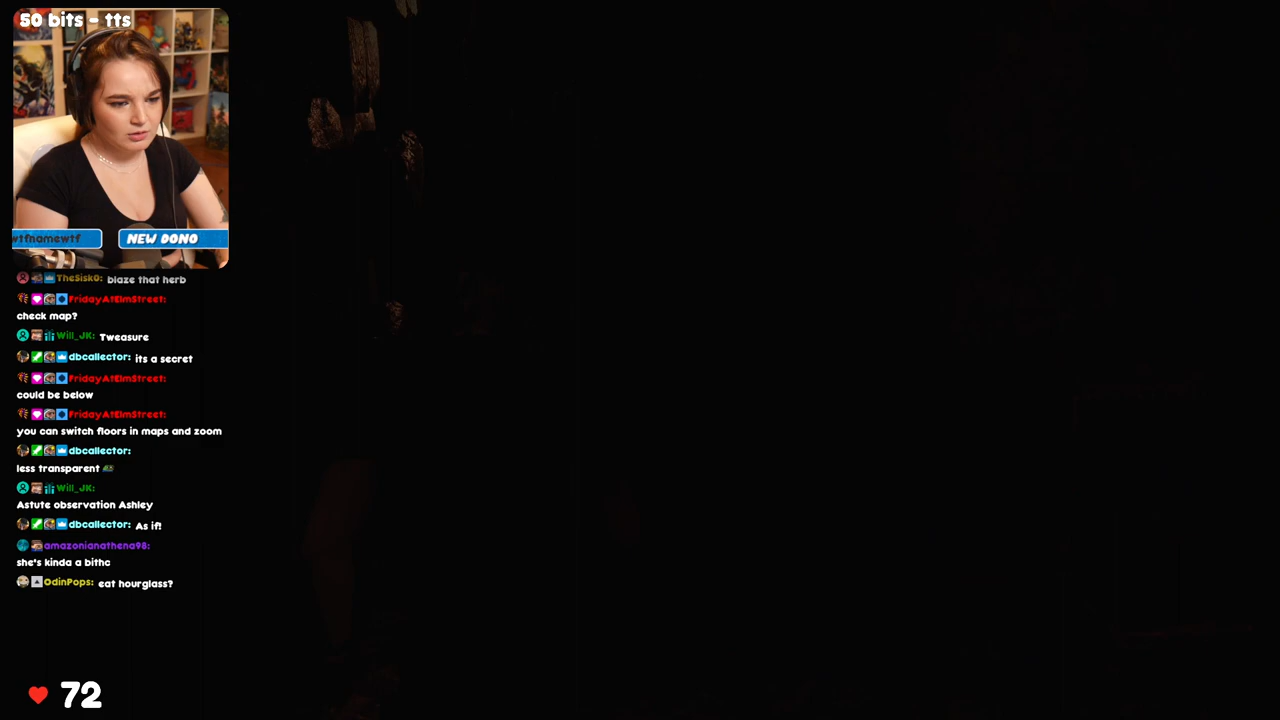 50 bits - tts
wtfnamewtf
NEW DONO
TheSisk0: blaze that herb
FridayAtElmStreet:
check map?
Will_JK: Tweasure
dbcallector: its a secret
FridayAtElmStreet:
could be below
FridayAtElmStreet:
you can switch floors in maps and zoom
dbcallector:
less transparent
Will_JK:
Astute observation Ashley
dbcallector: As if!
amazonianathena98:
she's kinda a bithc
OdinPops: eat hourglass?
72